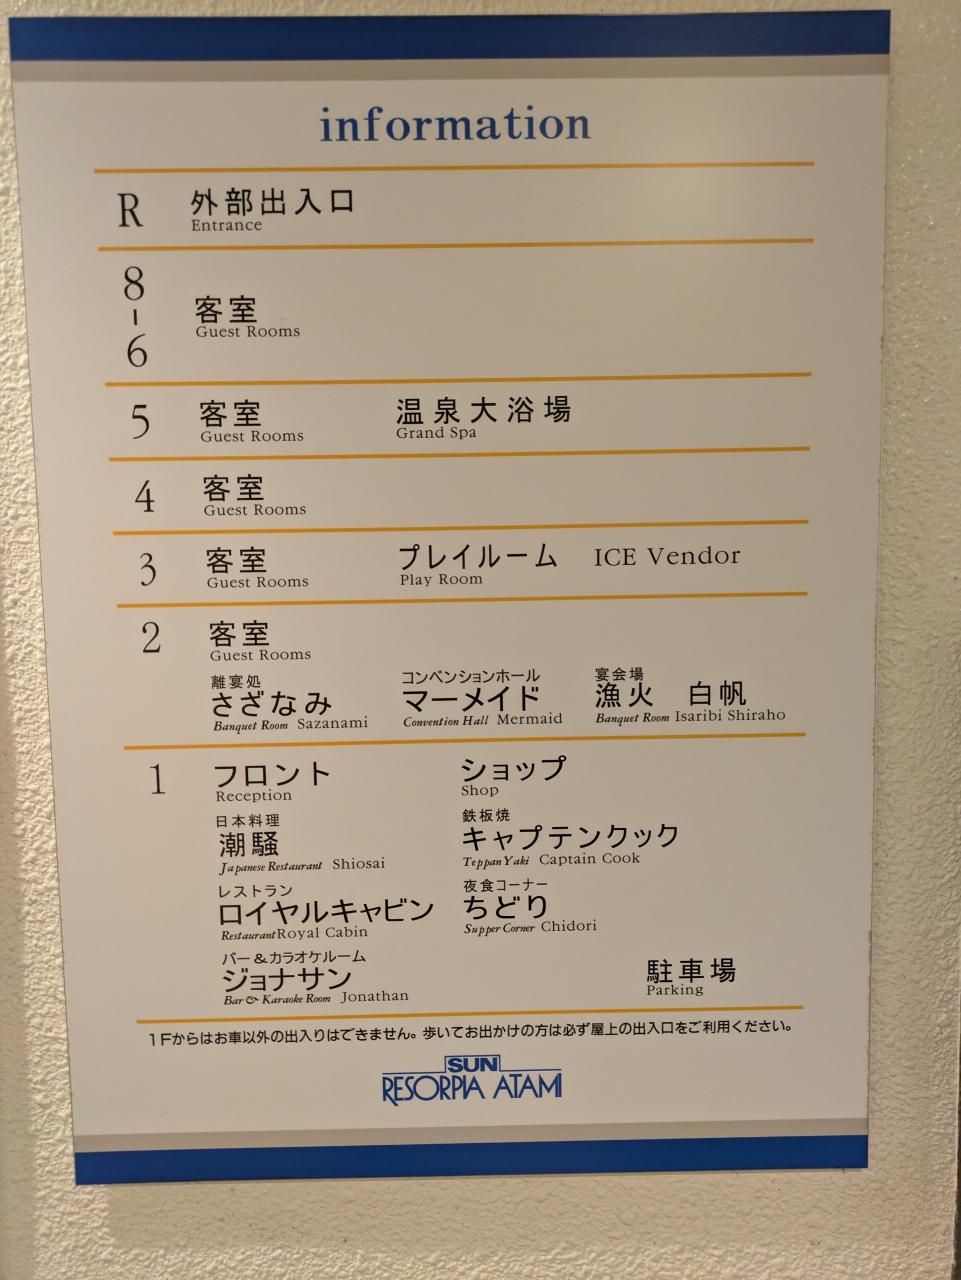 information
R 外部出入口
Entrance
8-6 客室
Guest Rooms
5 客室 温泉大浴場
Guest Rooms Grand Spa
4 客室
Guest Rooms
3 客室 プレイルーム ICE Vendor
Guest Rooms Play Room
2 客室
Guest Rooms
離宴処 コンベンションホール 宴会場
さざなみ マーメイド 漁火 白帆
Banquet Room Sazanami Convention Hall Mermaid Banquet Room Isaribi Shiraho
1 フロント ショップ
Reception Shop
日本料理 鉄板焼
潮騒 キャプテンクック
Japanese Restaurant Shiosai Teppan Yaki Captain Cook
レストラン 夜食コーナー
ロイヤルキャビン ちどり
Restaurant Royal Cabin Supper Corner Chidori
バー&カラオケルーム
ジョナサン 駐車場
Bar & Karaoke Room Jonathan Parking
1Fからはお車以外の出入りはできません。歩いてお出かけの方は必ず屋上の出入口をご利用ください。
SUN
RESORPIA ATAMI